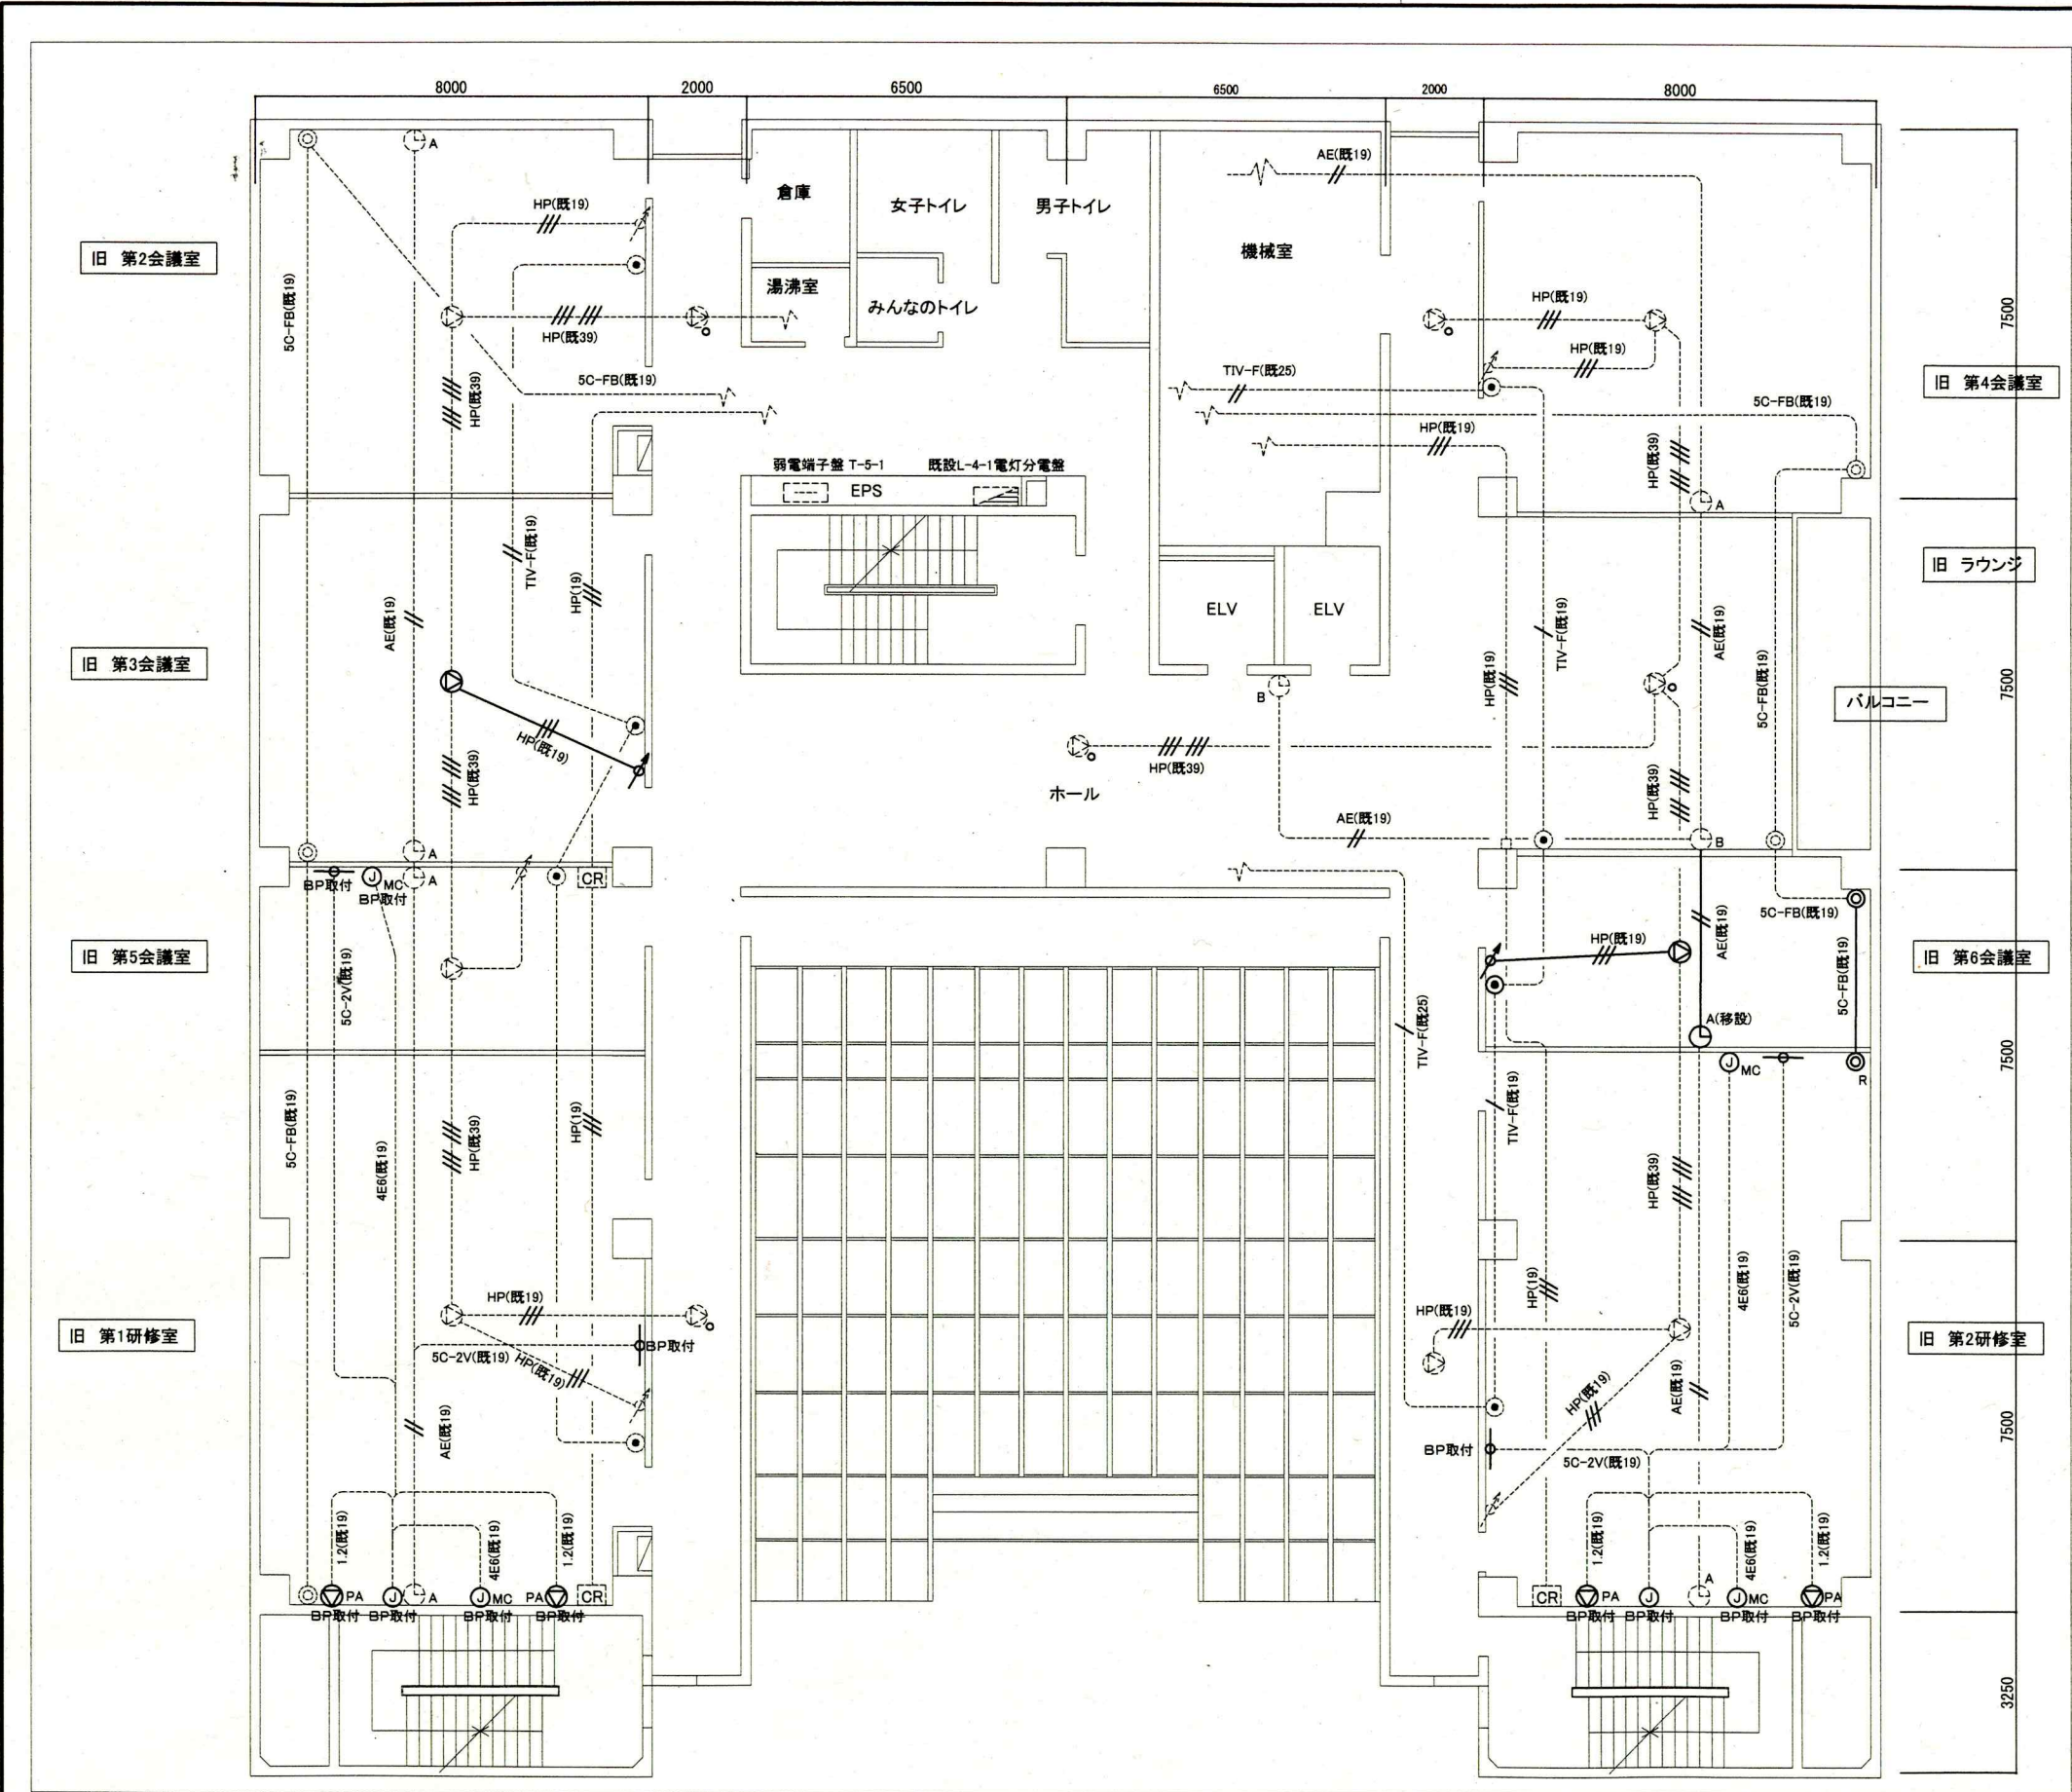 8000
2000
6500
6500
2000
8000
A
AE(既19)
倉庫
女子トイレ
男子トイレ
機械室
HP(既19)
旧 第2会議室
湯沸室
みんなのトイレ
5C-FB(既19)
HP(既39)
HP(既19)
HP(既19)
7500
5C-FB(既19)
TIV-F(既25)
旧 第4会議室
HP(既39)
5C-FB(既19)
HP(既19)
HP(既39)
弱電端子盤 T-5-1
既設L-4-1電灯分電盤
EPS
A
TIV-F(既19)
旧 ラウンジ
HP(19)
AE(既19)
ELV
ELV
TIV-F(既19)
AE(既19)
旧 第3会議室
HP(既19)
5C-FB(既19)
7500
B
バルコニー
HP(既19)
HP(既39)
HP(既39)
HP(既39)
ホール
AE(既19)
A
B
BP取付
J
MC
BP取付
A
CR
旧 第5会議室
5C-2V(既19)
HP(既19)
AE(既19)
5C-FB(既19)
5C-FB(既19)
旧 第6会議室
TIV-F(既25)
A(移設)
7500
J
MC
R
5C-FB(既19)
4E6(既19)
HP(既39)
HP(19)
TIV-F(既19)
HP(既39)
HP(既19)
HP(19)
4E6(既19)
5C-2V(既19)
旧 第1研修室
HP(既19)
旧 第2研修室
BP取付
5C-2V(既19)
HP(既19)
AE(既19)
HP(既19)
AE(既19)
7500
BP取付
5C-2V(既19)
1.2(既19)
4E6(既19)
1.2(既19)
1.2(既19)
4E6(既19)
1.2(既19)
PA
J
A
J
MC
PA
CR
CR
PA
J
A
J
MC
PA
BP取付
BP取付
BP取付
BP取付
BP取付
BP取付
BP取付
BP取付
3250